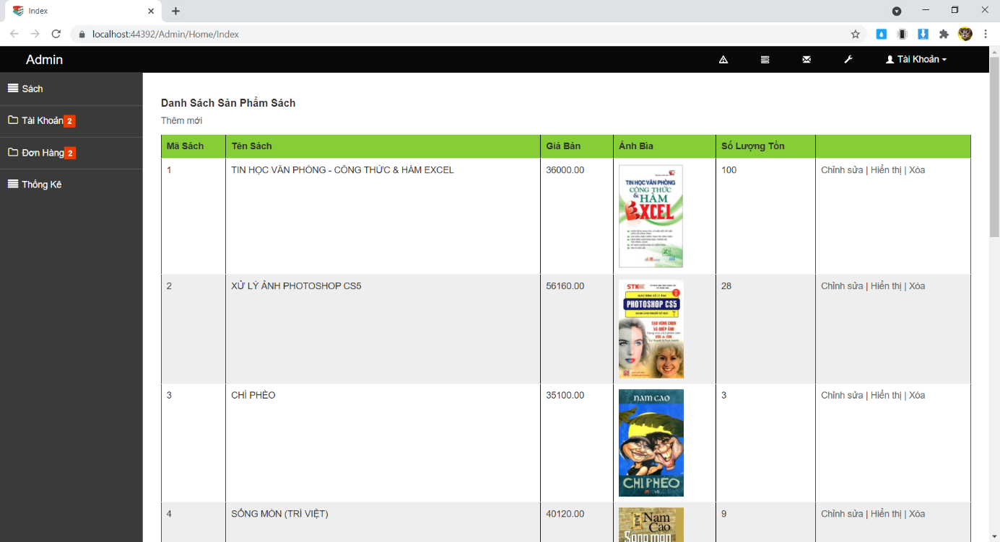 Index
localhost:44392/Admin/Home/Index
Admin
Tài Khoản
Sách
Tài Khoản 2
Đơn Hàng 2
Thống Kê
Danh Sách Sản Phẩm Sách
Thêm mới
Mã Sách Tên Sách Giá Bán Ảnh Bìa Số Lượng Tồn
1 TIN HỌC VĂN PHÒNG - CÔNG THỨC & HÀM EXCEL 36000.00 100 Chỉnh sửa | Hiển thị | Xóa
TIN HỌC VĂN PHÒNG
CÔNG THỨC
& HÀM
EXCEL
2 XỬ LÝ ẢNH PHOTOSHOP CS5 56160.00 28 Chỉnh sửa | Hiển thị | Xóa
STK
PHOTOSHOP CS5
TẠO VÙNG CHỌN
VÀ GHÉP ẢNH
3 CHÍ PHÈO 35100.00 3 Chỉnh sửa | Hiển thị | Xóa
NAM CAO
CHI PHEO
4 SỐNG MÒN (TRÍ VIỆT) 40120.00 9 Chỉnh sửa | Hiển thị | Xóa
Nam
Cao